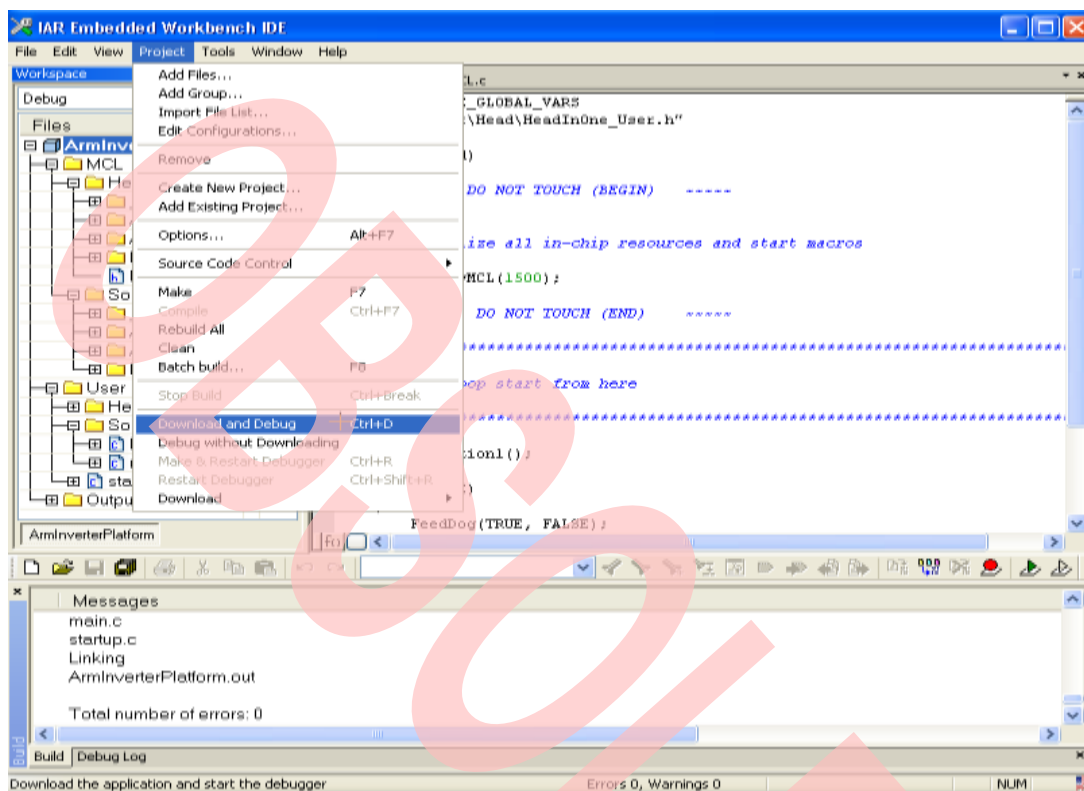 IAR Embedded Workbench IDE
File Edit View Project Tools Window Help
Workspace
Debug
Files
ArmInve
MCL
He
So
User
He
So
sta
Outpu
ArmInverterPlatform
Add Files...
Add Group...
Import File List...
Edit Configurations...
Remove
Create New Project...
Add Existing Project...
Options... Alt+F7
Source Code Control
Make F7
Compile Ctrl+F7
Rebuild All
Clean
Batch build... F8
Stop Build Ctrl+Break
Download and Debug Ctrl+D
Debug without Downloading
Make & Restart Debugger Ctrl+R
Restart Debugger Ctrl+Shift+R
Download
_GLOBAL_VARS
\Head\HeadInOne_User.h"
DO NOT TOUCH (BEGIN) ~~~~~
ize all in-chip resources and start macros
MCL(1500);
DO NOT TOUCH (END) ~~~~~
op start from here
tion1();
FeedDog(TRUE, FALSE);
Messages
main.c
startup.c
Linking
ArmInverterPlatform.out
Total number of errors: 0
Build
Build Debug Log
Download the application and start the debugger Errors 0, Warnings 0 NUM